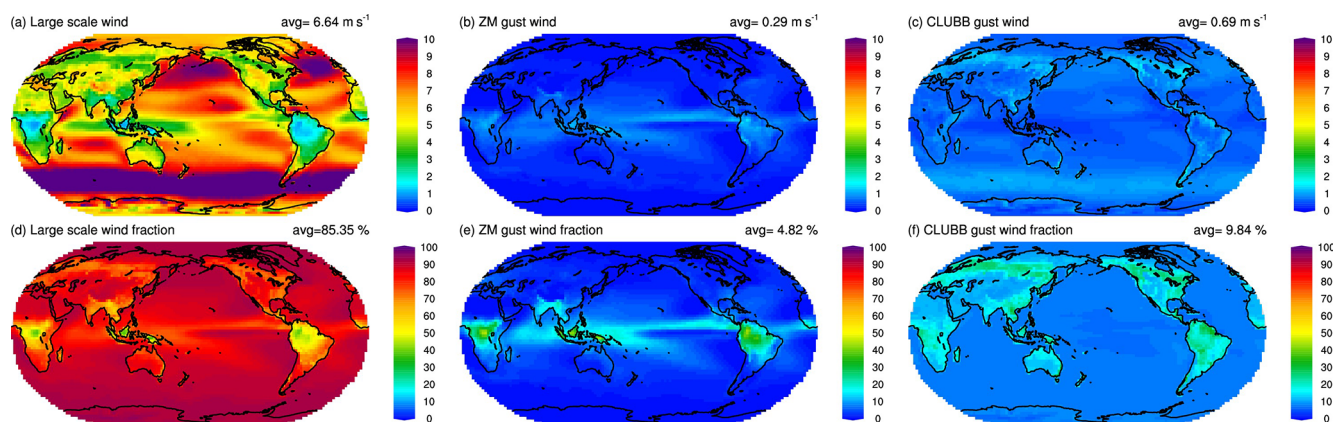 (a) Large scale wind avg= 6.64 m s⁻¹
(b) ZM gust wind avg= 0.29 m s⁻¹
(c) CLUBB gust wind avg= 0.69 m s⁻¹
10 10 10
9 9 9
8 8 8
7 7 7
6 6 6
5 5 5
4 4 4
3 3 3
2 2 2
1 1 1
0 0 0
(d) Large scale wind fraction avg=85.35 %
(e) ZM gust wind fraction avg= 4.82 %
(f) CLUBB gust wind fraction avg= 9.84 %
100 100 100
90 90 90
80 80 80
70 70 70
60 60 60
50 50 50
40 40 40
30 30 30
20 20 20
10 10 10
0 0 0